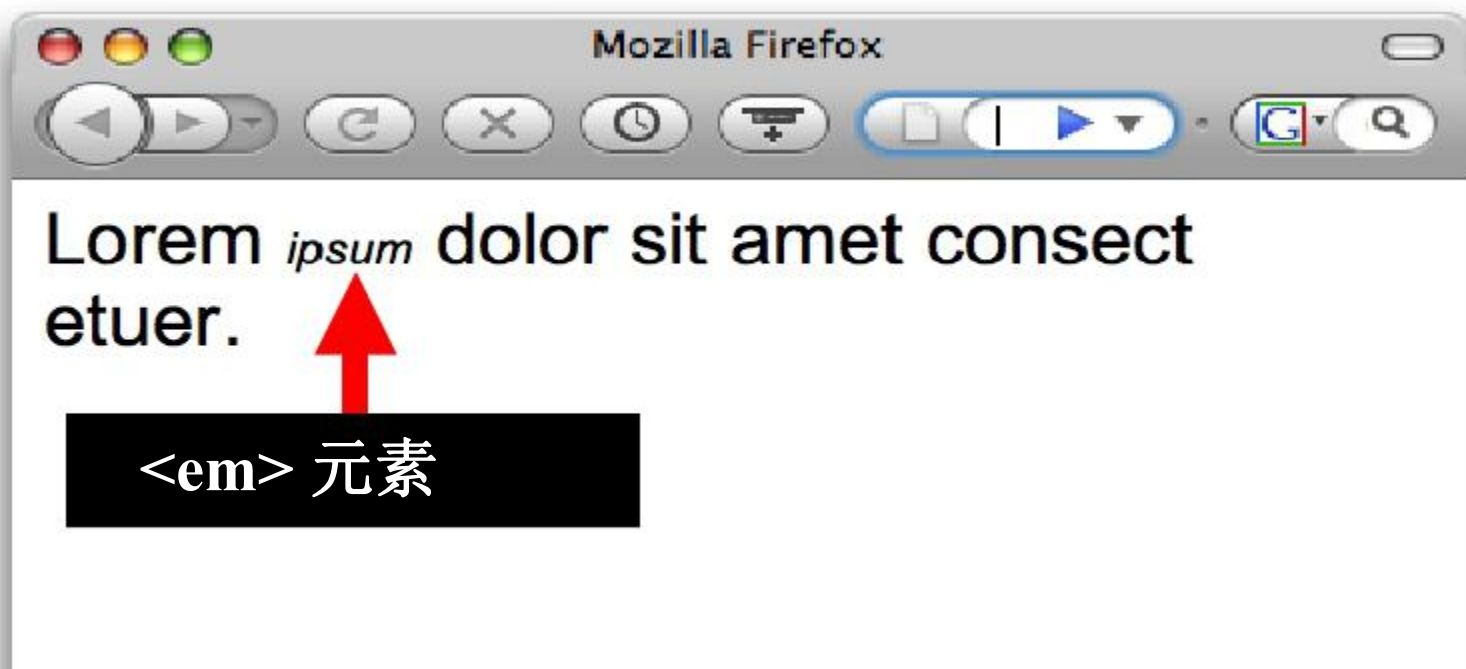 Mozilla Firefox
G
Lorem ipsum dolor sit amet consect
etuer.
<em> 元素